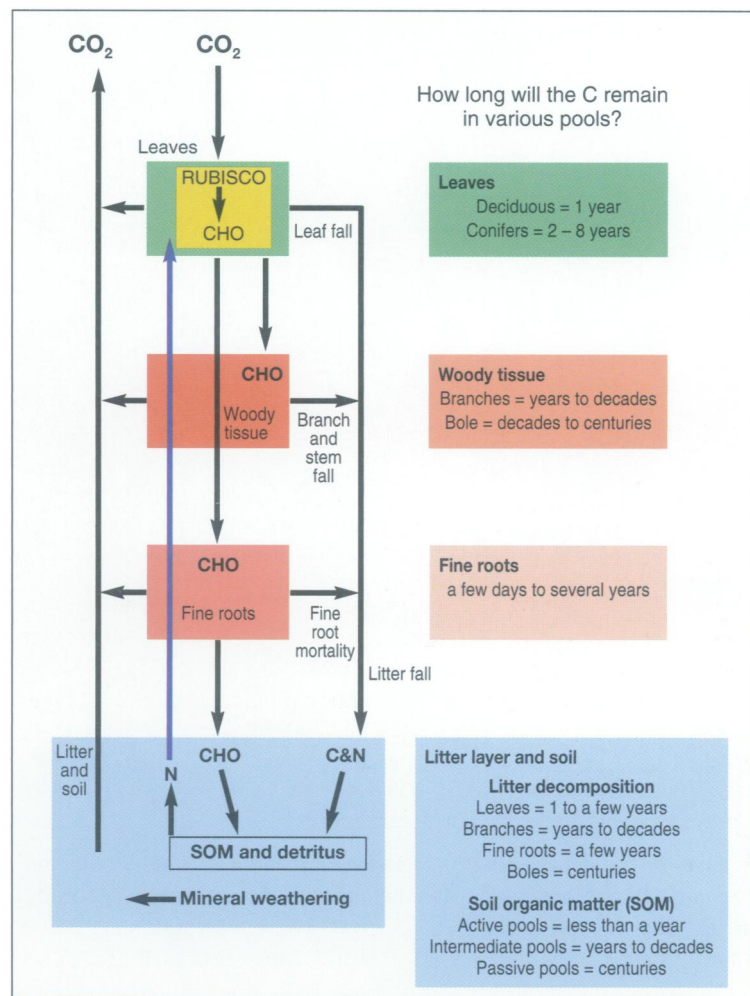 CO2
CO2
How long will the C remain
in various pools?
Leaves
RUBISCO
CHO
Leaf fall
Leaves
Deciduous = 1 year
Conifers = 2 – 8 years
CHO
Woody
tissue
Branch
and
stem
fall
Woody tissue
Branches = years to decades
Bole = decades to centuries
CHO
Fine roots
Fine
root
mortality
Fine roots
a few days to several years
Litter fall
Litter
and
soil
N
CHO
C&N
SOM and detritus
Mineral weathering
Litter layer and soil
Litter decomposition
Leaves = 1 to a few years
Branches = years to decades
Fine roots = a few years
Boles = centuries
Soil organic matter (SOM)
Active pools = less than a year
Intermediate pools = years to decades
Passive pools = centuries